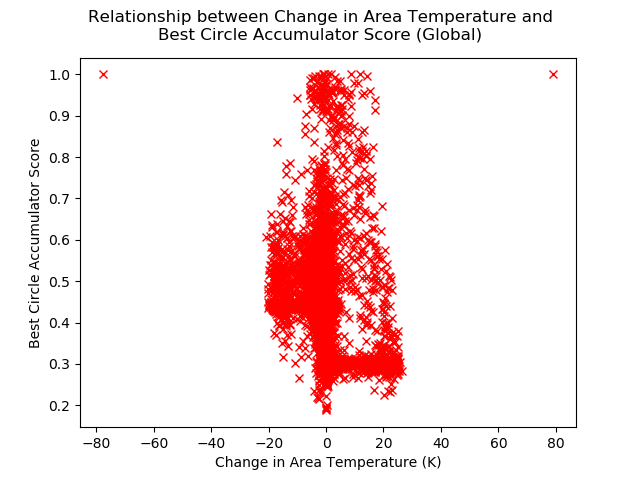 Relationship between Change in Area Temperature and
Best Circle Accumulator Score (Global)
1.0
0.9
0.8
0.7
0.6
0.5
0.4
0.3
0.2
Best Circle Accumulator Score
−80 −60 −40 −20 0 20 40 60 80
Change in Area Temperature (K)